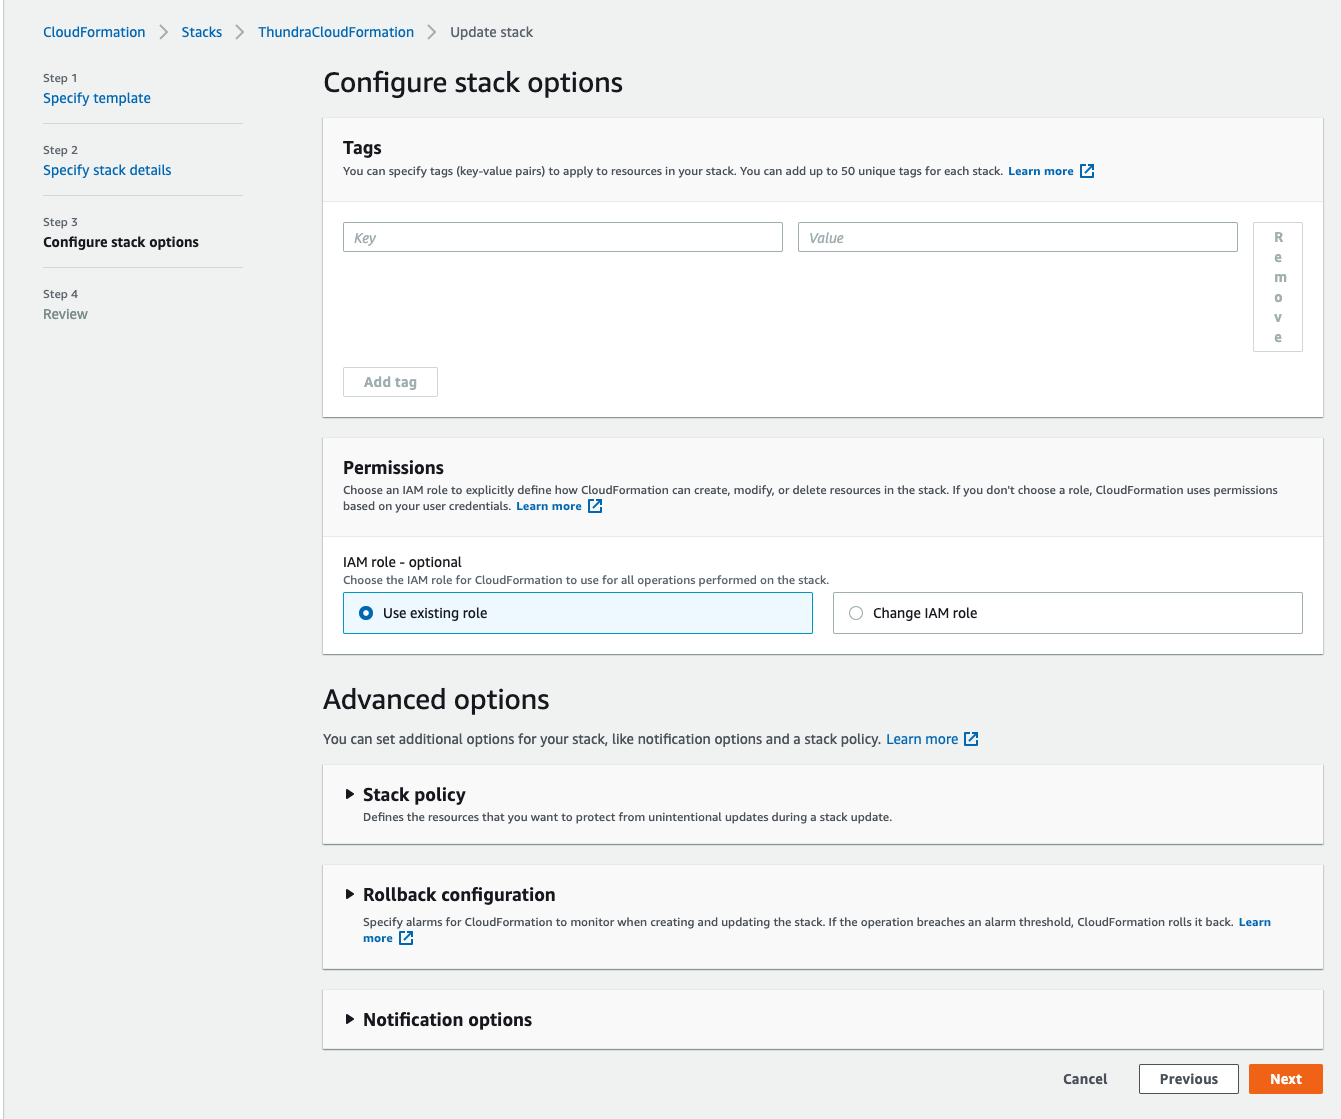 CloudFormation > Stacks > ThundraCloudFormation > Update stack
Step 1
Specify template
Step 2
Specify stack details
Step 3
Configure stack options
Step 4
Review
Configure stack options
Tags
You can specify tags (key-value pairs) to apply to resources in your stack. You can add up to 50 unique tags for each stack. Learn more
Key Value
R
e
m
o
v
e
Add tag
Permissions
Choose an IAM role to explicitly define how CloudFormation can create, modify, or delete resources in the stack. If you don't choose a role, CloudFormation uses permissions
based on your user credentials. Learn more
IAM role - optional
Choose the IAM role for CloudFormation to use for all operations performed on the stack.
Use existing role Change IAM role
Advanced options
You can set additional options for your stack, like notification options and a stack policy. Learn more
Stack policy
Defines the resources that you want to protect from unintentional updates during a stack update.
Rollback configuration
Specify alarms for CloudFormation to monitor when creating and updating the stack. If the operation breaches an alarm threshold, CloudFormation rolls it back. Learn
more
Notification options
Cancel Previous Next